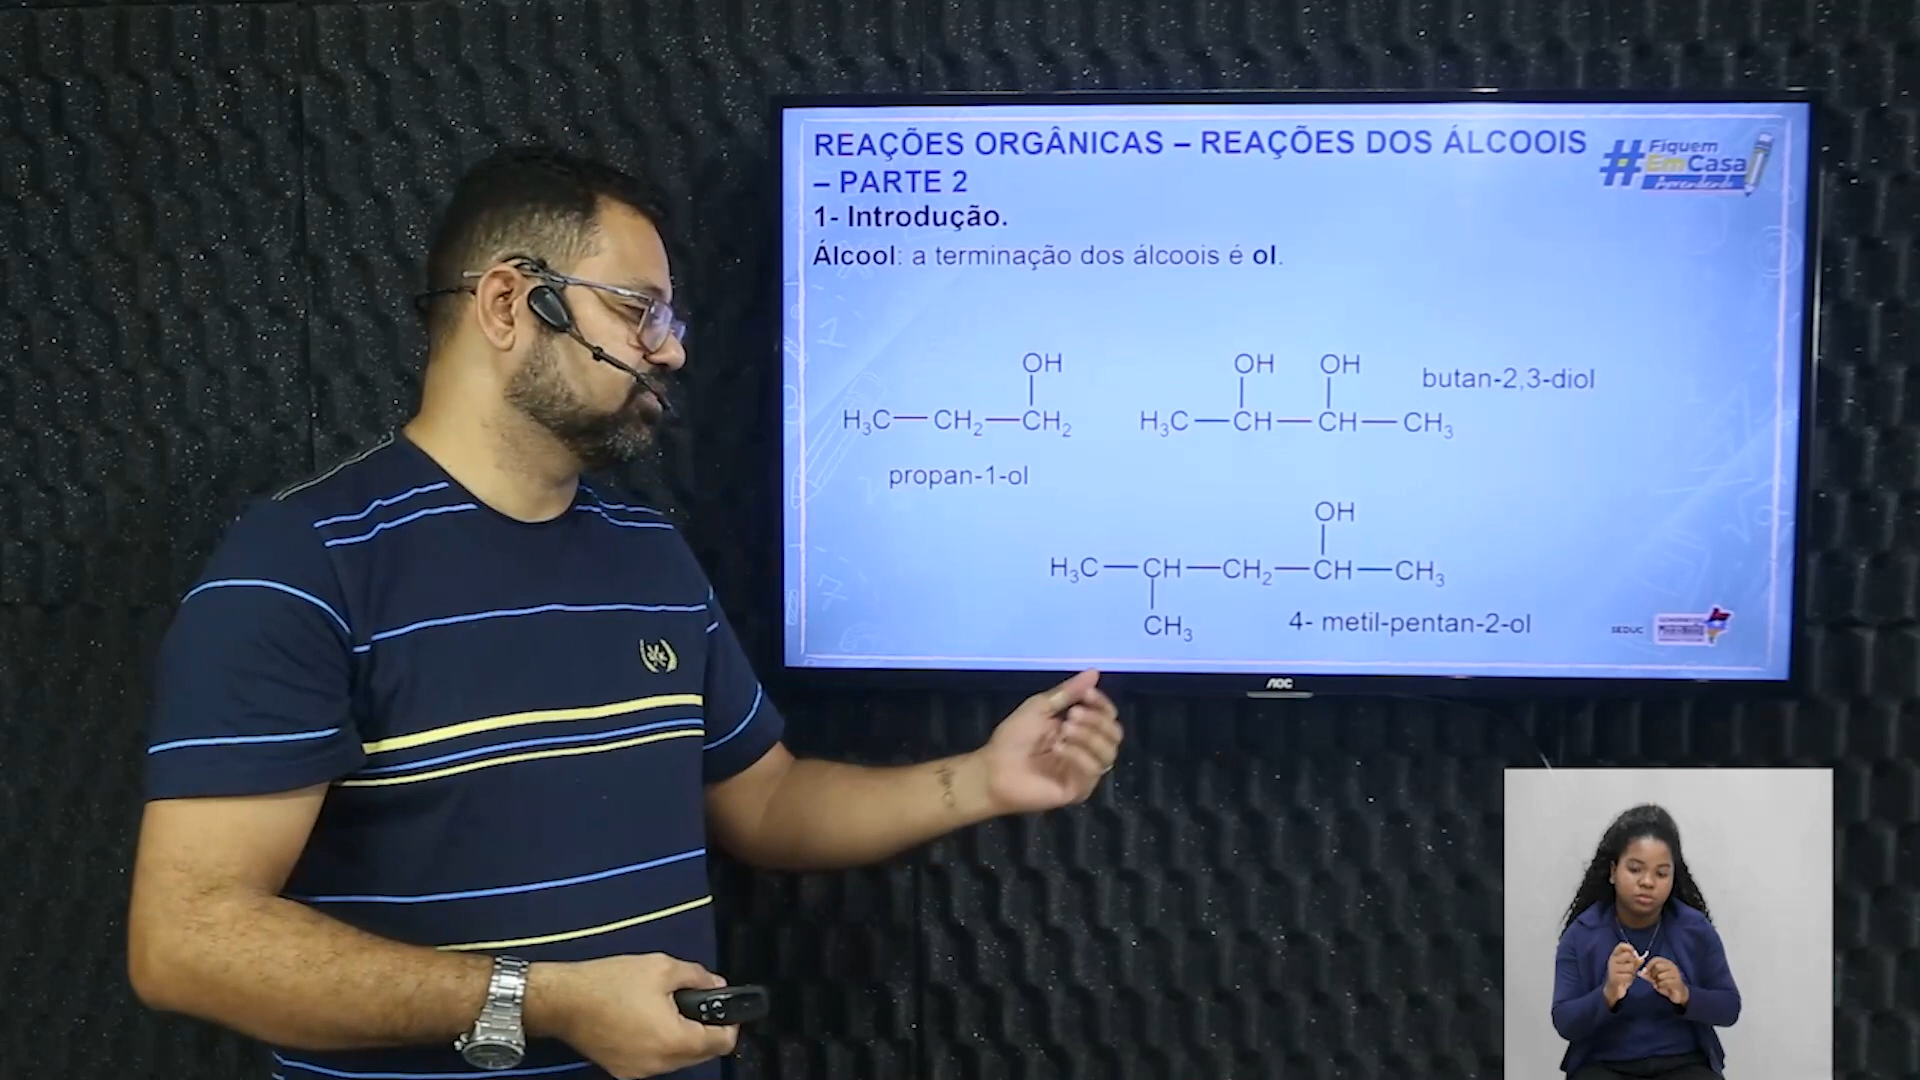 REAÇÕES ORGÂNICAS – REAÇÕES DOS ÁLCOOIS
– PARTE 2
#Fiquem
EmCasa
1- Introdução.
Álcool: a terminação dos álcoois é ol.
OH
H₃C—CH₂—CH₂
propan-1-ol
OH OH
H₃C—CH—CH—CH₃
butan-2,3-diol
OH
H₃C—CH—CH₂—CH—CH₃
CH₃
4- metil-pentan-2-ol
SEDUC
AOC